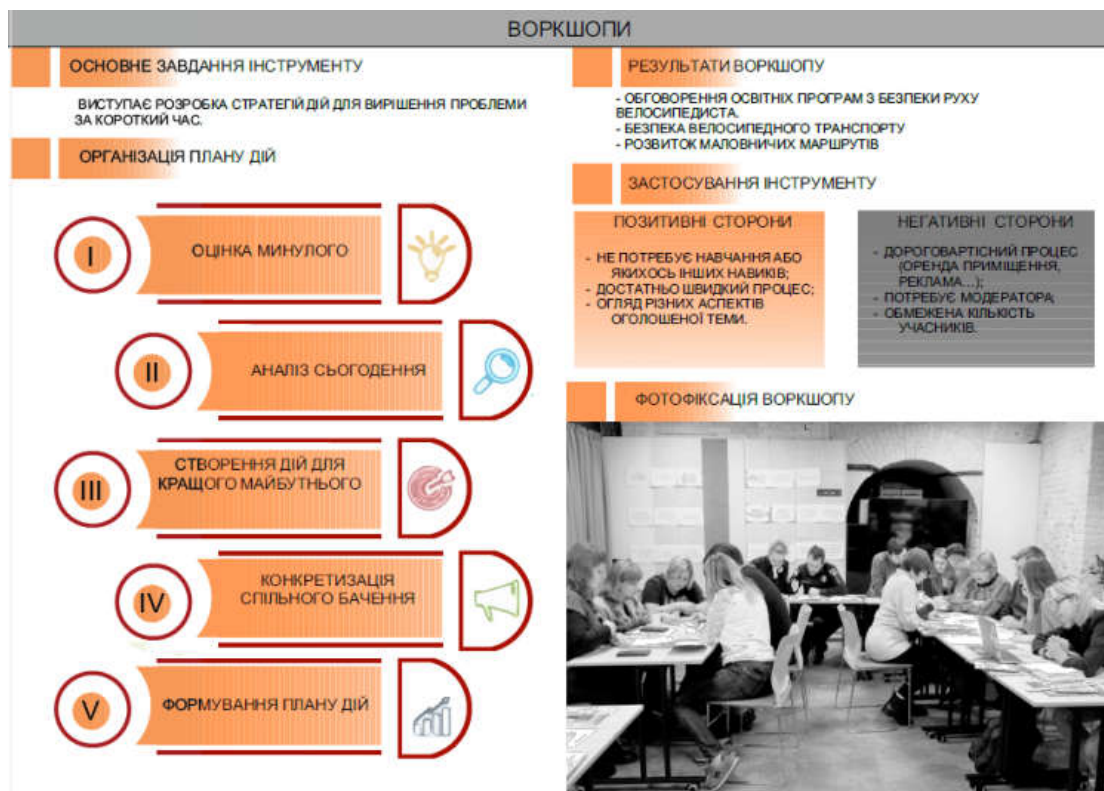 ВОРКШОПИ
ОСНОВНЕ ЗАВДАННЯ ІНСТРУМЕНТУ
ВИСТУПАЄ РОЗРОБКА СТРАТЕГІЙ ДІЙ ДЛЯ ВИРІШЕННЯ ПРОБЛЕМИ
ЗА КОРОТКИЙ ЧАС.
ОРГАНІЗАЦІЯ ПЛАНУ ДІЙ
I
ОЦІНКА МИНУЛОГО
II
АНАЛІЗ СЬОГОДЕННЯ
III
СТВОРЕННЯ ДІЙ ДЛЯ
КРАЩОГО МАЙБУТНЬОГО
IV
КОНКРЕТИЗАЦІЯ
СПІЛЬНОГО БАЧЕННЯ
V
ФОРМУВАННЯ ПЛАНУ ДІЙ
РЕЗУЛЬТАТИ ВОРКШОПУ
- ОБГОВОРЕННЯ ОСВІТНІХ ПРОГРАМ З БЕЗПЕКИ РУХУ
ВЕЛОСИПЕДИСТА.
- БЕЗПЕКА ВЕЛОСИПЕДНОГО ТРАНСПОРТУ
- РОЗВИТОК МАЛОВНИЧИХ МАРШРУТІВ
ЗАСТОСУВАННЯ ІНСТРУМЕНТУ
ПОЗИТИВНІ СТОРОНИ
- НЕ ПОТРЕБУЄ НАВЧАННЯ АБО
ЯКИХОСЬ ІНШИХ НАВИКІВ;
- ДОСТАТНЬО ШВИДКИЙ ПРОЦЕС;
- ОГЛЯД РІЗНИХ АСПЕКТІВ
ОГОЛОШЕНОЇ ТЕМИ.
НЕГАТИВНІ СТОРОНИ
- ДОРОГОВАРТІСНИЙ ПРОЦЕС
(ОРЕНДА ПРИМІЩЕННЯ,
РЕКЛАМА...);
- ПОТРЕБУЄ МОДЕРАТОРА;
- ОБМЕЖЕНА КІЛЬКІСТЬ
УЧАСНИКІВ.
ФОТОФІКСАЦІЯ ВОРКШОПУ